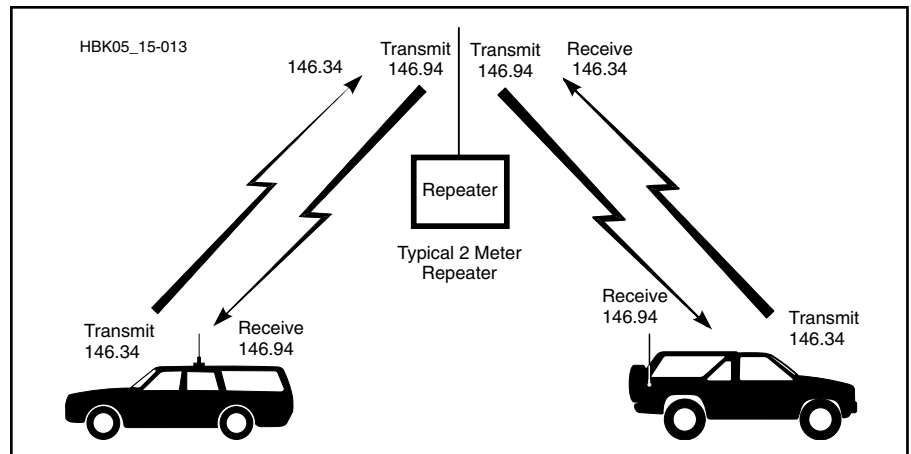 HBK05_15-013
146.34
Transmit
146.94
Transmit
146.94
Receive
146.34
Repeater
Typical 2 Meter
Repeater
Transmit
146.34
Receive
146.94
Receive
146.94
Transmit
146.34